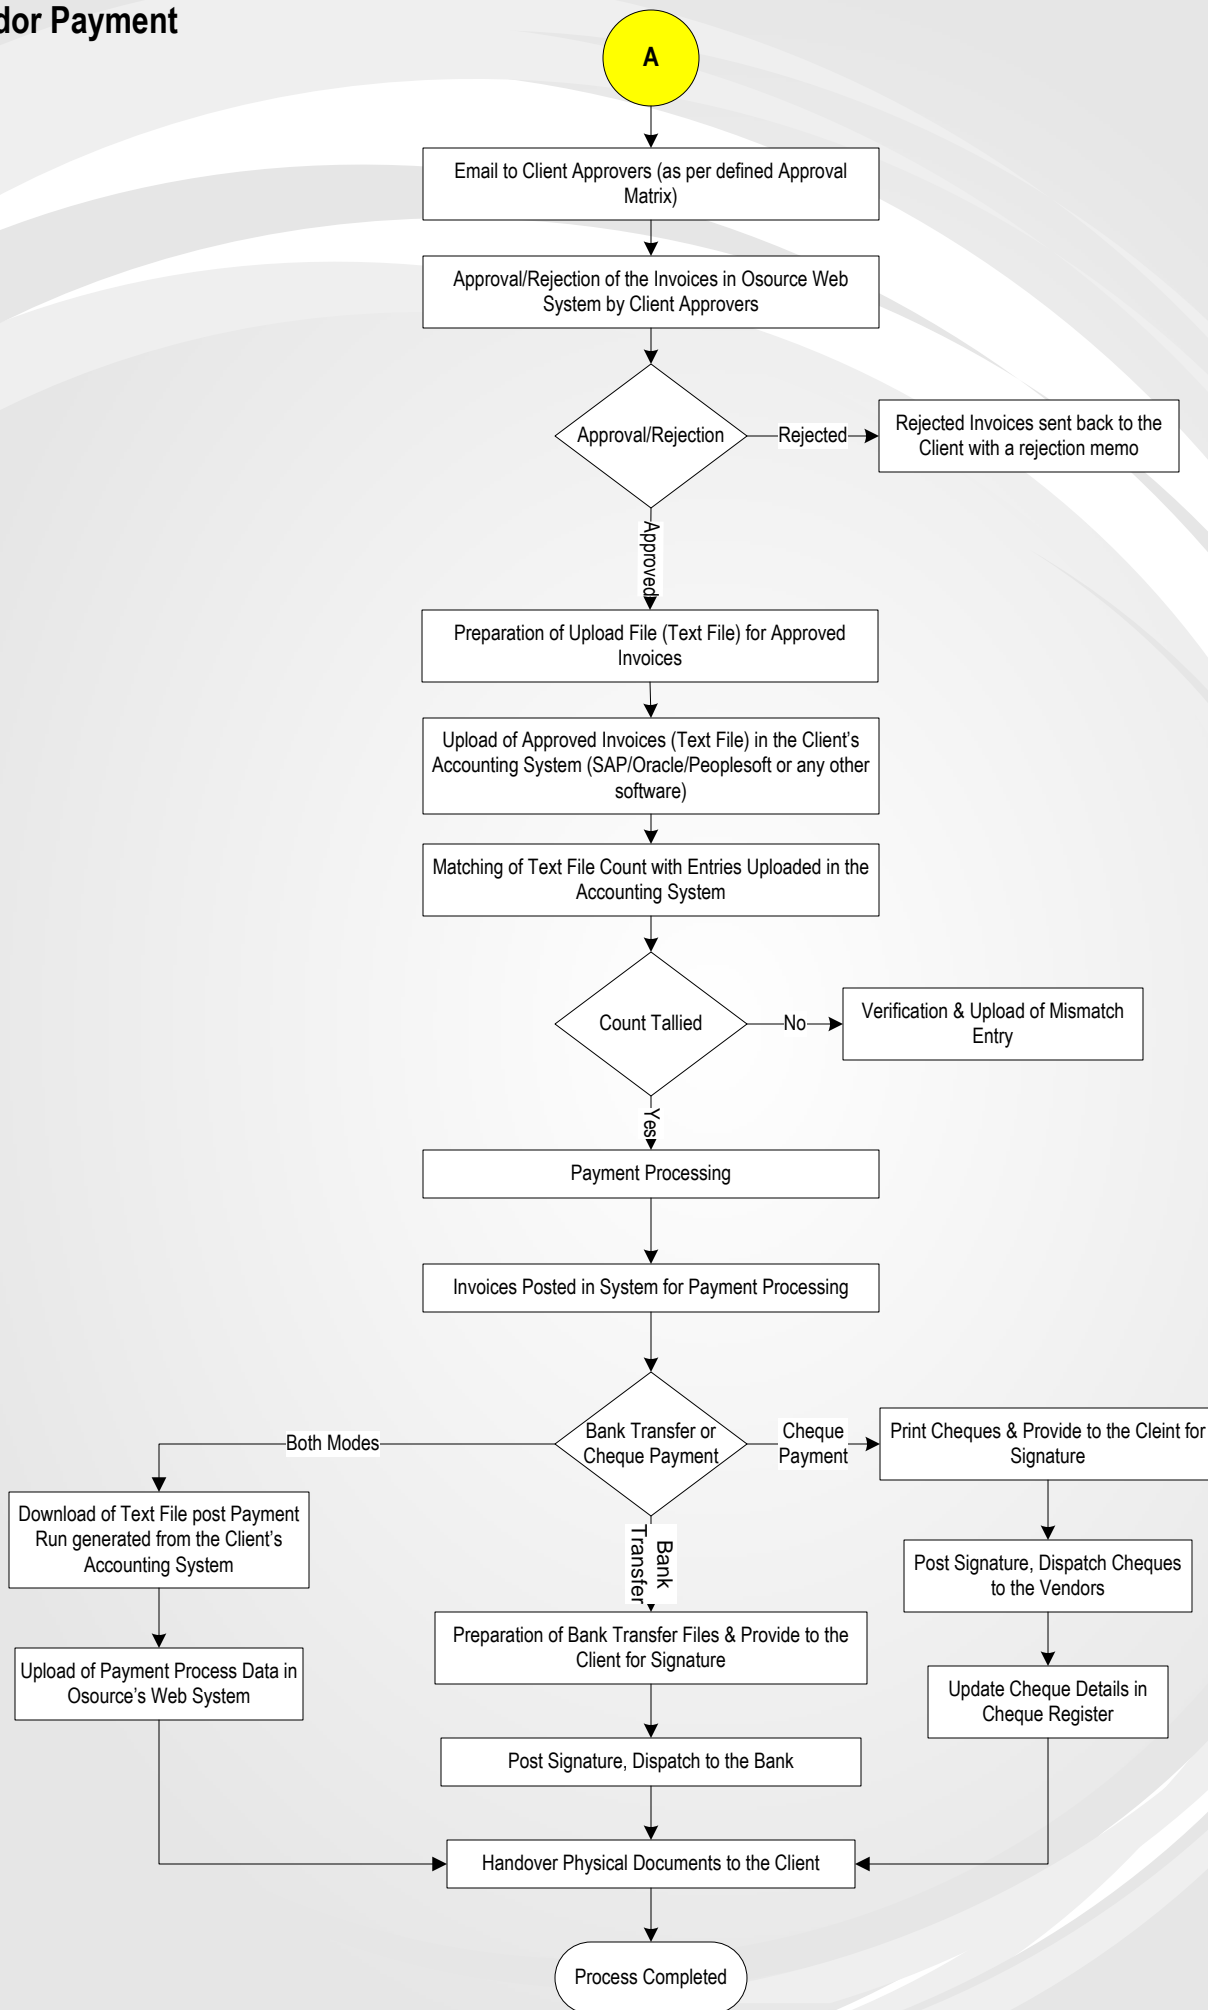 dor Payment
A
Email to Client Approvers (as per defined Approval
Matrix)
Approval/Rejection of the Invoices in Osource Web
System by Client Approvers
Approval/Rejection
Rejected
Rejected Invoices sent back to the
Client with a rejection memo
Approved
Preparation of Upload File (Text File) for Approved
Invoices
Upload of Approved Invoices (Text File) in the Client’s
Accounting System (SAP/Oracle/Peoplesoft or any other
software)
Matching of Text File Count with Entries Uploaded in the
Accounting System
Count Tallied
No
Verification & Upload of Mismatch
Entry
Yes
Payment Processing
Invoices Posted in System for Payment Processing
Bank Transfer or
Cheque Payment
Both Modes
Cheque
Payment
Bank
Transfer
Download of Text File post Payment
Run generated from the Client’s
Accounting System
Upload of Payment Process Data in
Osource’s Web System
Preparation of Bank Transfer Files & Provide to the
Client for Signature
Post Signature, Dispatch to the Bank
Print Cheques & Provide to the Cleint for
Signature
Post Signature, Dispatch Cheques
to the Vendors
Update Cheque Details in
Cheque Register
Handover Physical Documents to the Client
Process Completed